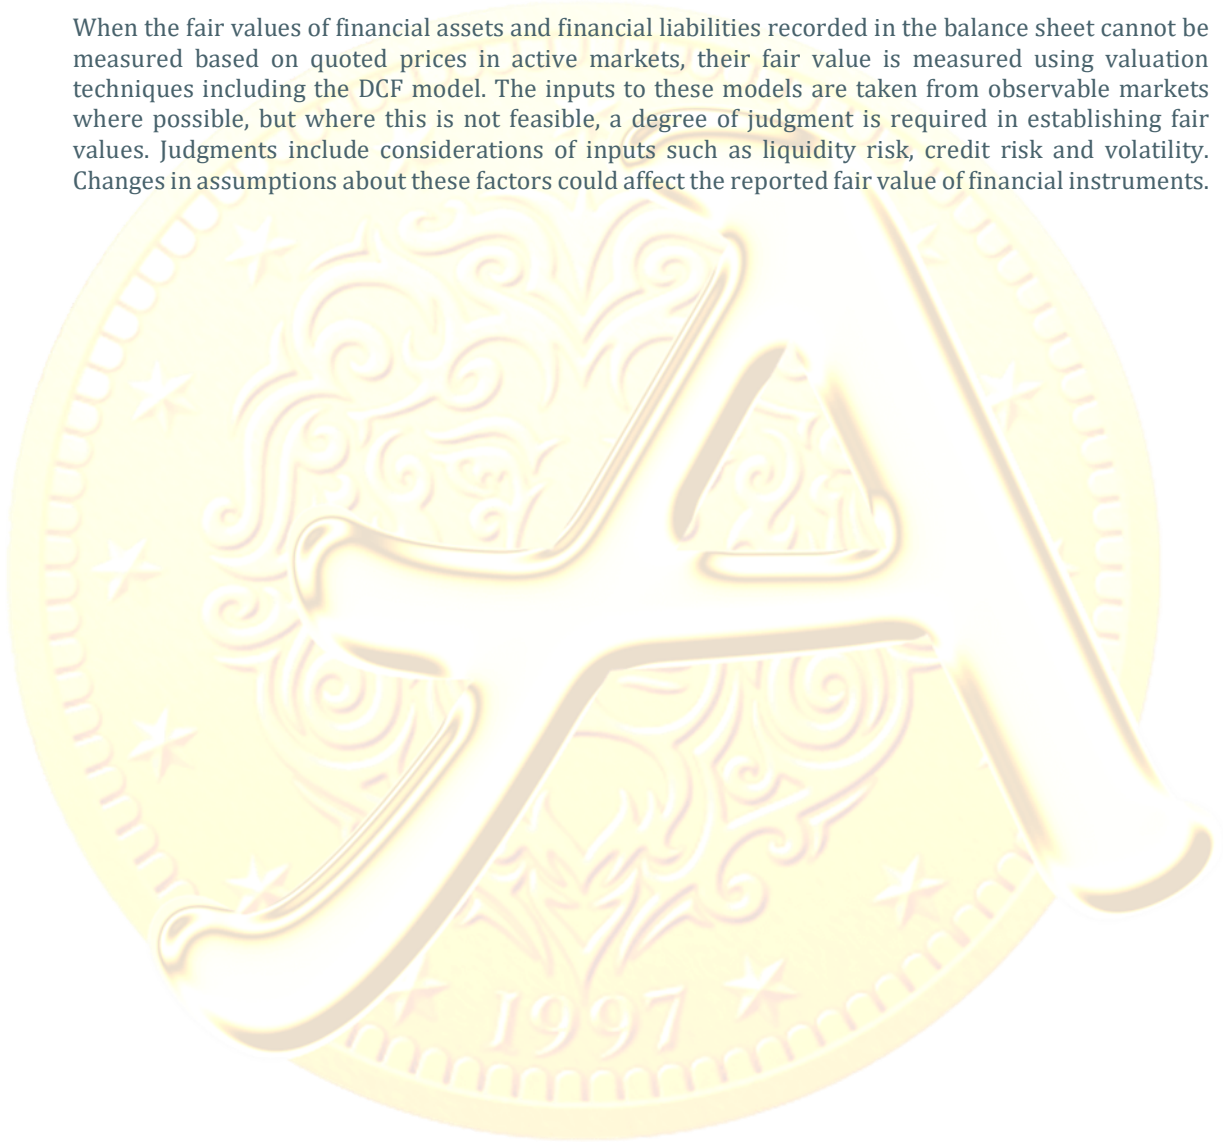 When the fair values of financial assets and financial liabilities recorded in the balance sheet cannot be
measured based on quoted prices in active markets, their fair value is measured using valuation
techniques including the DCF model. The inputs to these models are taken from observable markets
where possible, but where this is not feasible, a degree of judgment is required in establishing fair
values. Judgments include considerations of inputs such as liquidity risk, credit risk and volatility.
Changes in assumptions about these factors could affect the reported fair value of financial instruments.
A
1997